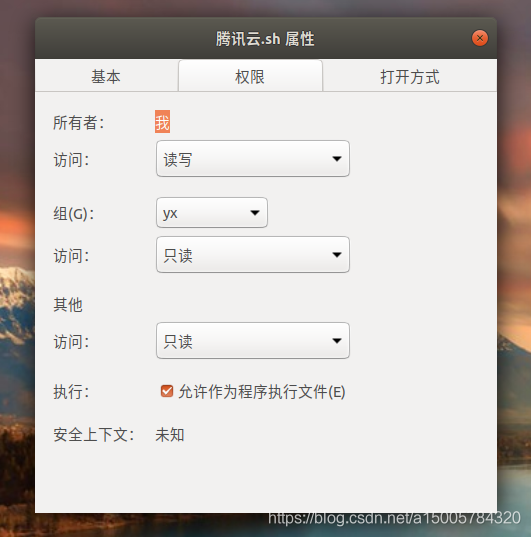 腾讯云.sh 属性
基本 权限 打开方式
所有者： 我
访问： 读写
组(G)： yx
访问： 只读
其他
访问： 只读
执行： 允许作为程序执行文件(E)
安全上下文： 未知
https://blog.csdn.net/a15005784320